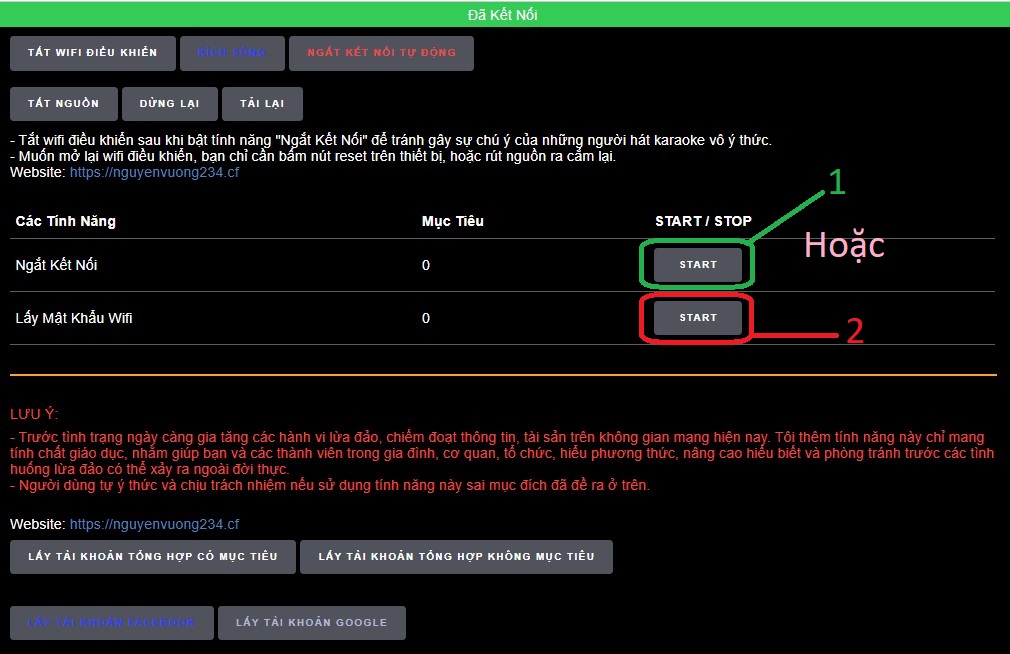 Đã Kết Nối
TẮT WIFI ĐIỀU KHIỂN KÍCH SÓNG NGẮT KẾT NỐI TỰ ĐỘNG
TẮT NGUỒN DỪNG LẠI TẢI LẠI
- Tắt wifi điều khiển sau khi bật tính năng "Ngắt Kết Nối" để tránh gây sự chú ý của những người hát karaoke vô ý thức.
- Muốn mở lại wifi điều khiển, bạn chỉ cần bấm nút reset trên thiết bị, hoặc rút nguồn ra cắm lại.
Website: https://nguyenvuong234.cf
1
Các Tính Năng Mục Tiêu START / STOP
Hoặc
Ngắt Kết Nối 0 START
Lấy Mật Khẩu Wifi 0 START
2
LƯU Ý:
- Trước tình trạng ngày càng gia tăng các hành vi lừa đảo, chiếm đoạt thông tin, tài sản trên không gian mạng hiện nay. Tôi thêm tính năng này chỉ mang
tính chất giáo dục, nhằm giúp bạn và các thành viên trong gia đình, cơ quan, tổ chức, hiểu phương thức, nâng cao hiểu biết và phòng tránh trước các tình
huống lừa đảo có thể xảy ra ngoài đời thực.
- Người dùng tự ý thức và chịu trách nhiệm nếu sử dụng tính năng này sai mục đích đã đề ra ở trên.
Website: https://nguyenvuong234.cf
LẤY TÀI KHOẢN TỔNG HỢP CÓ MỤC TIÊU LẤY TÀI KHOẢN TỔNG HỢP KHÔNG MỤC TIÊU
LẤY TÀI KHOẢN FACEBOOK LẤY TÀI KHOẢN GOOGLE